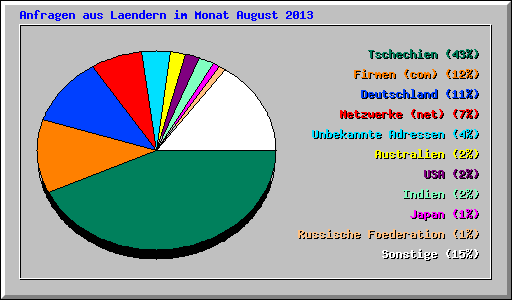 Anfragen aus Laendern im Monat August 2013
Tschechien (43%)
Firmen (com) (12%)
Deutschland (11%)
Netzwerke (net) (7%)
Unbekannte Adressen (4%)
Australien (2%)
USA (2%)
Indien (2%)
Japan (1%)
Russische Foederation (1%)
Sonstige (15%)